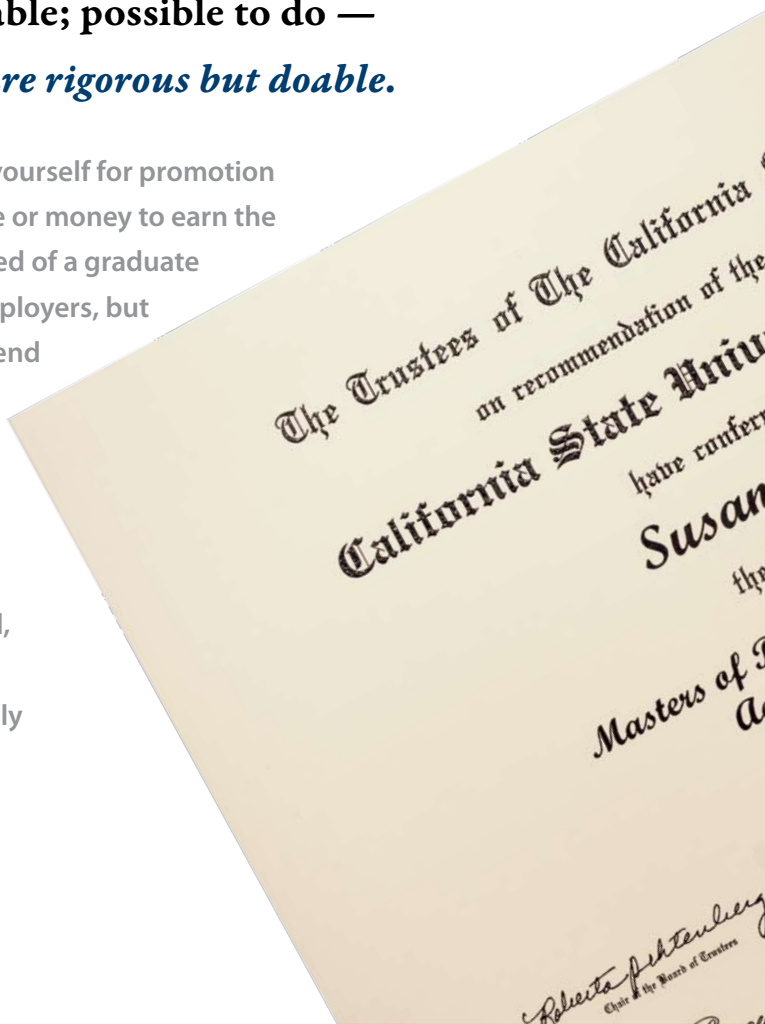 able; possible to do —
re rigorous but doable.
yourself for promotion
e or money to earn the
ed of a graduate
ployers, but
end
l,
ly
The Trustees of The California
on recommendation of the
California State Univ
have confer
Susan
the
Masters of
Chair of the Board of Trustees